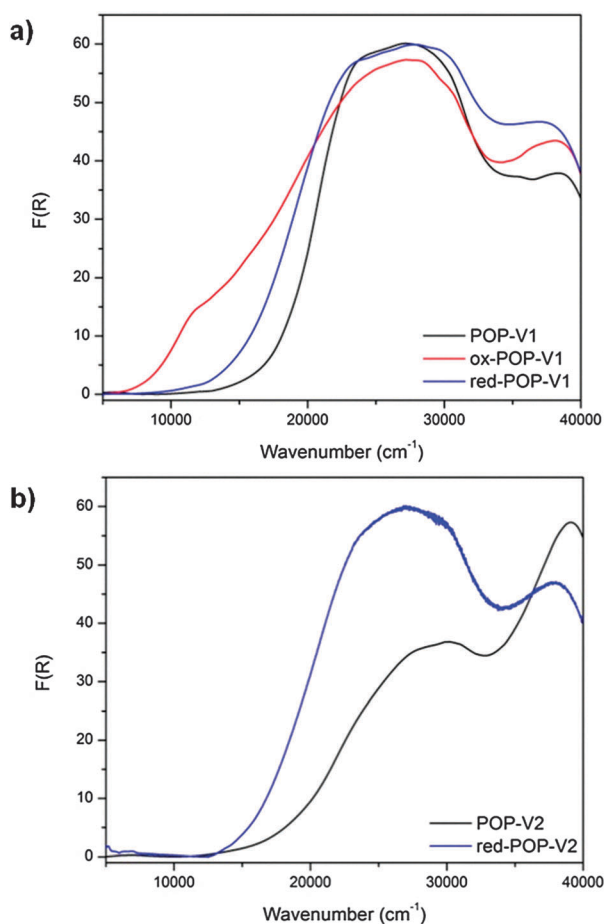 a)
60
50
40
30
20
10
0
F(R)
POP-V1
ox-POP-V1
red-POP-V1
10000 20000 30000 40000
Wavenumber (cm⁻¹)
b)
60
50
40
30
20
10
0
F(R)
POP-V2
red-POP-V2
10000 20000 30000 40000
Wavenumber (cm⁻¹)